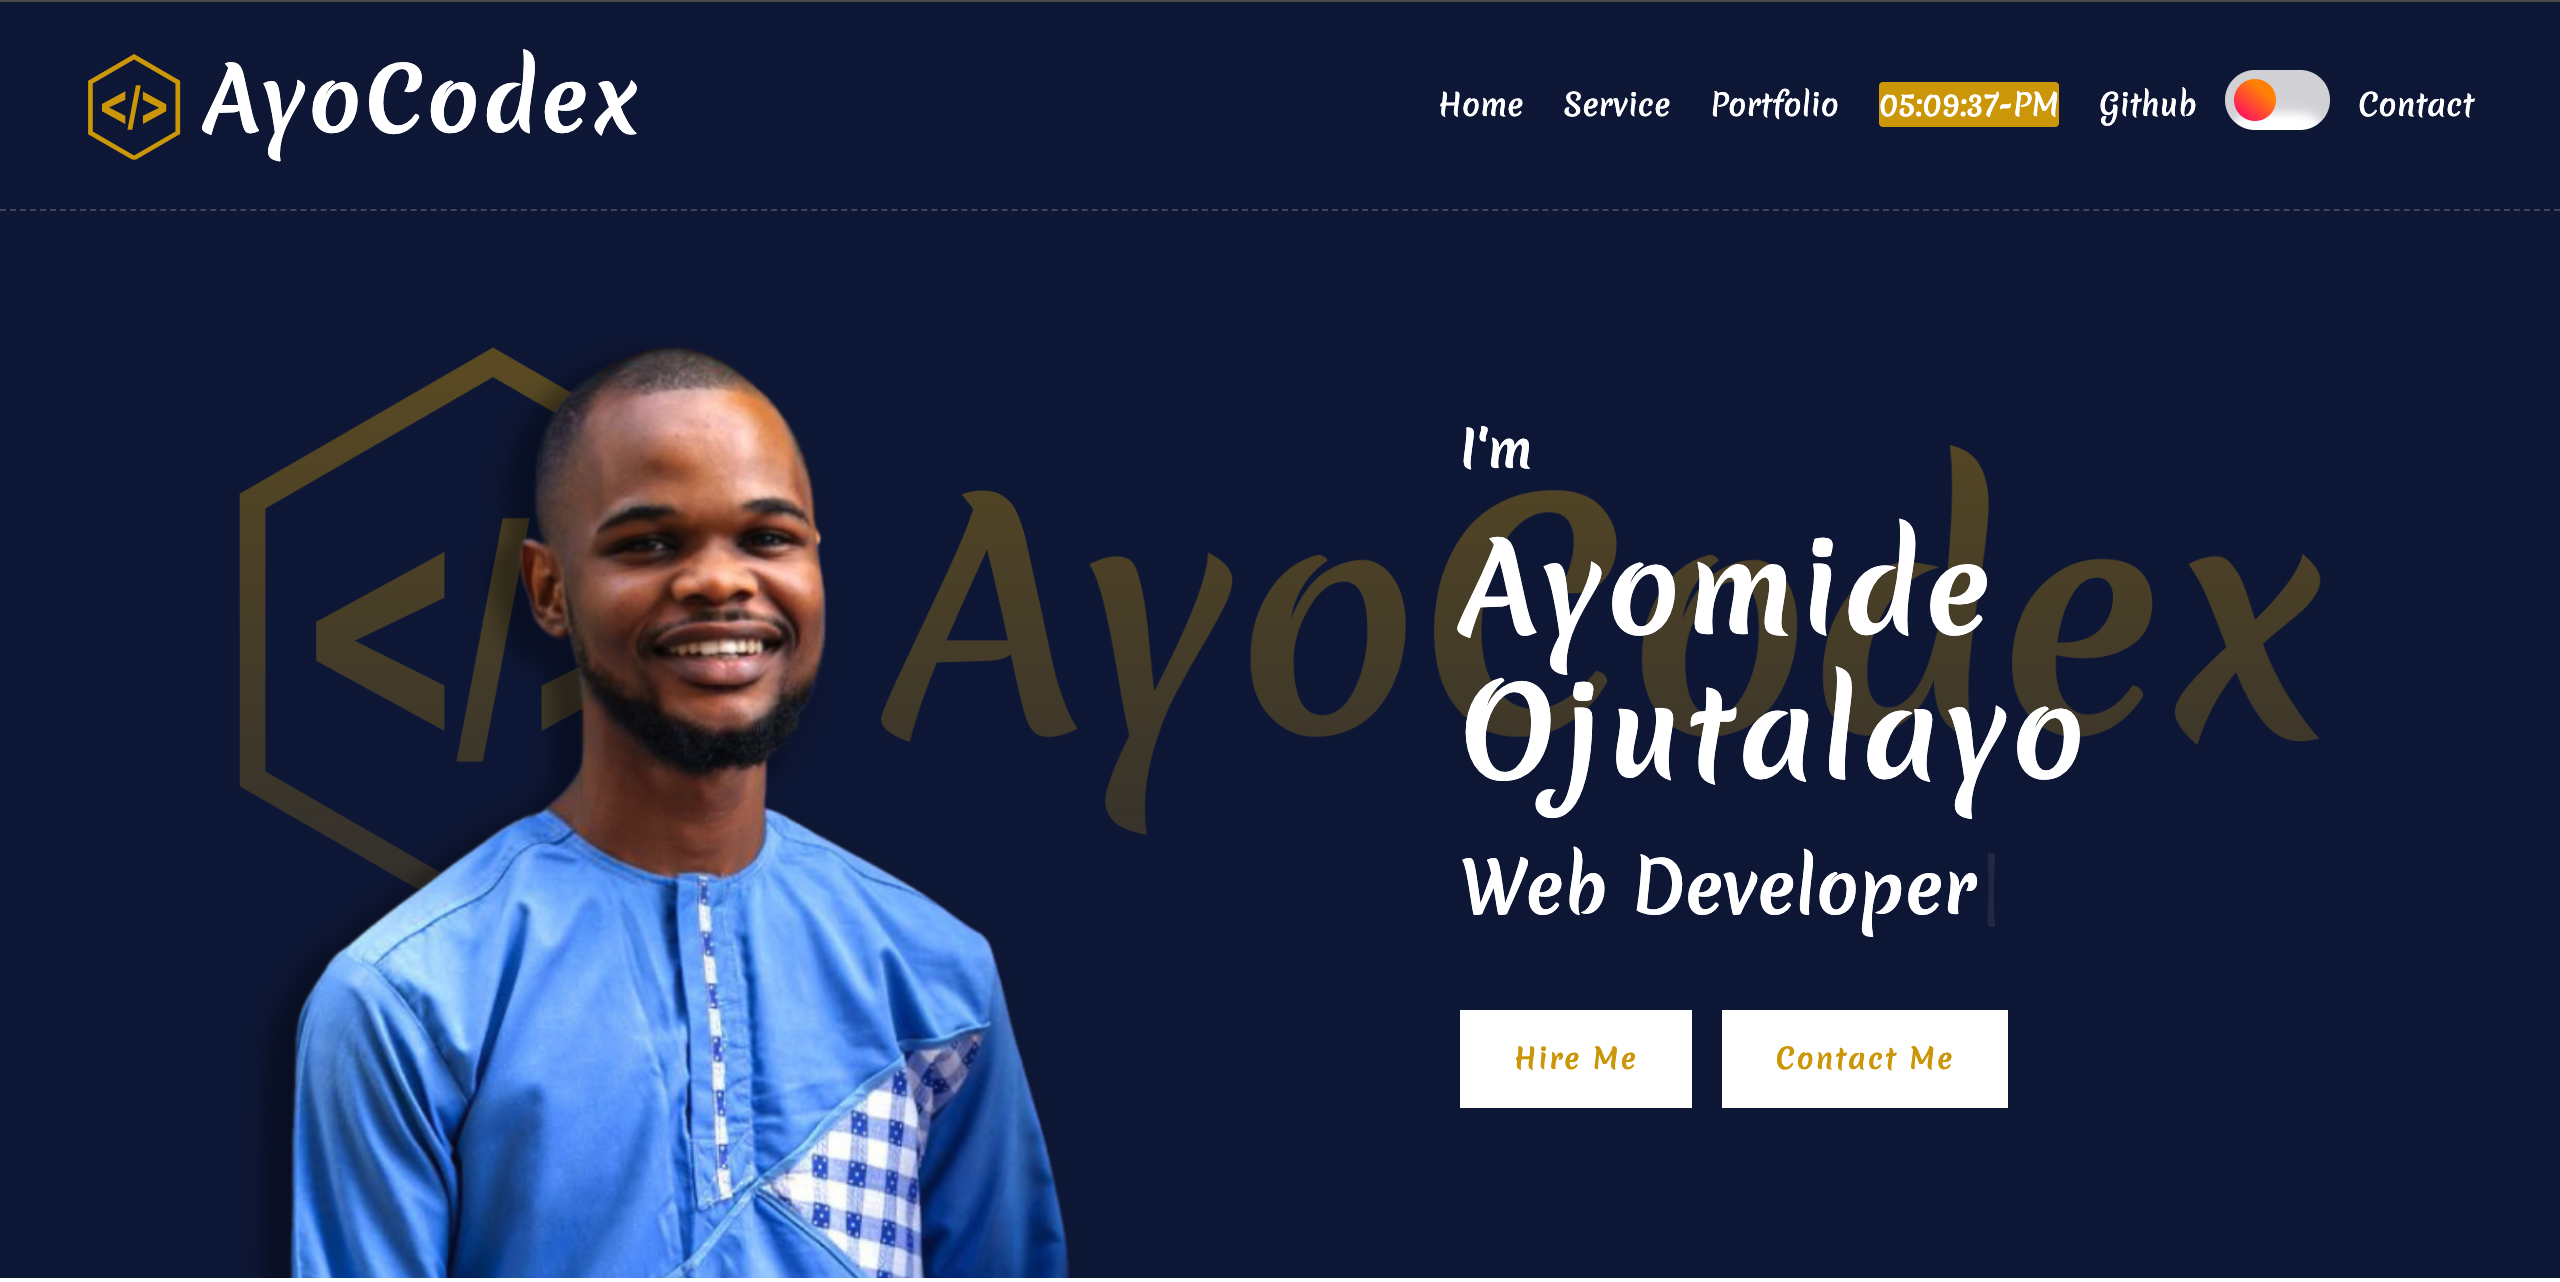 </> AyoCodex
Home Service Portfolio 05:09:37-PM Github Contact
</> AyoCodex
I'm
Ayomide
Ojutalayo
Web Developer
Hire Me Contact Me